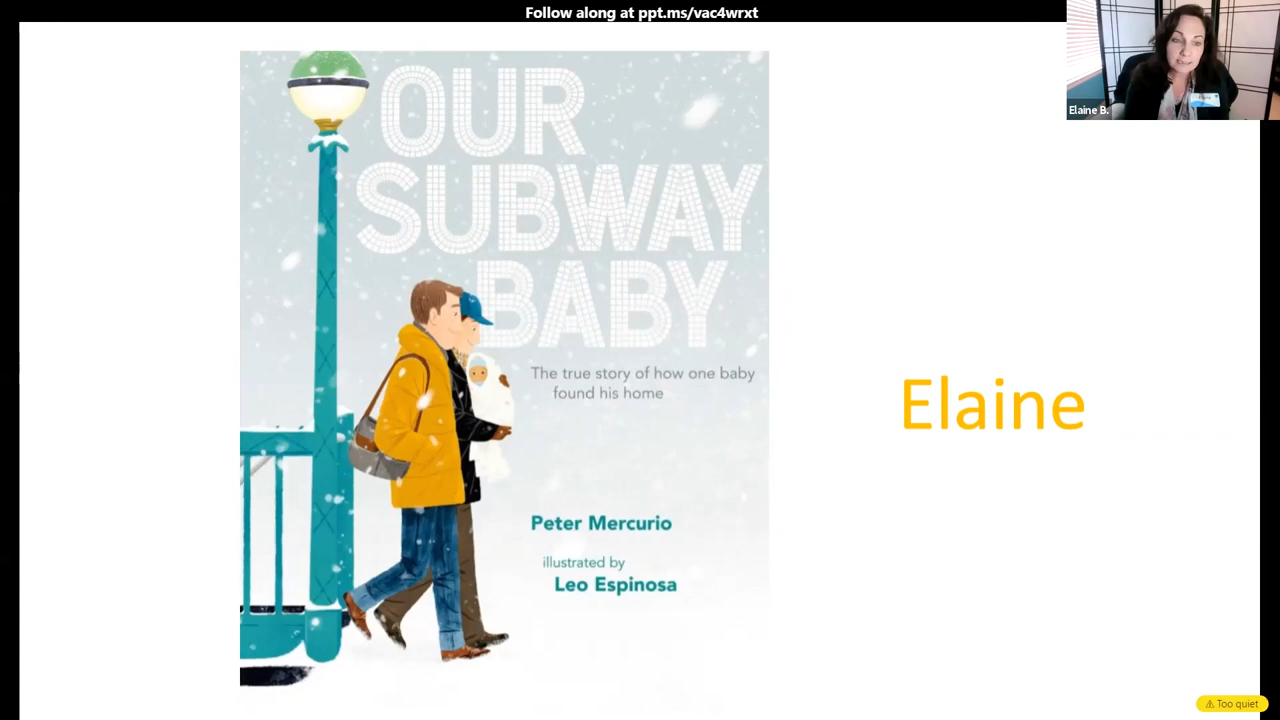 Follow along at ppt.ms/vac4wrxt
Elaine B.
OUR
SUBWAY
BABY
The true story of how one baby
found his home
Elaine
Peter Mercurio
illustrated by
Leo Espinosa
⚠ Too quiet